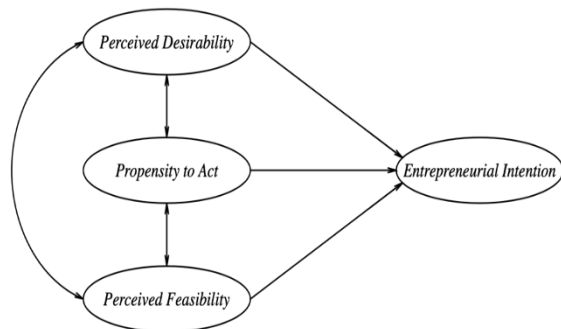 Perceived Desirability
Propensity to Act
Entrepreneurial Intention
Perceived Feasibility